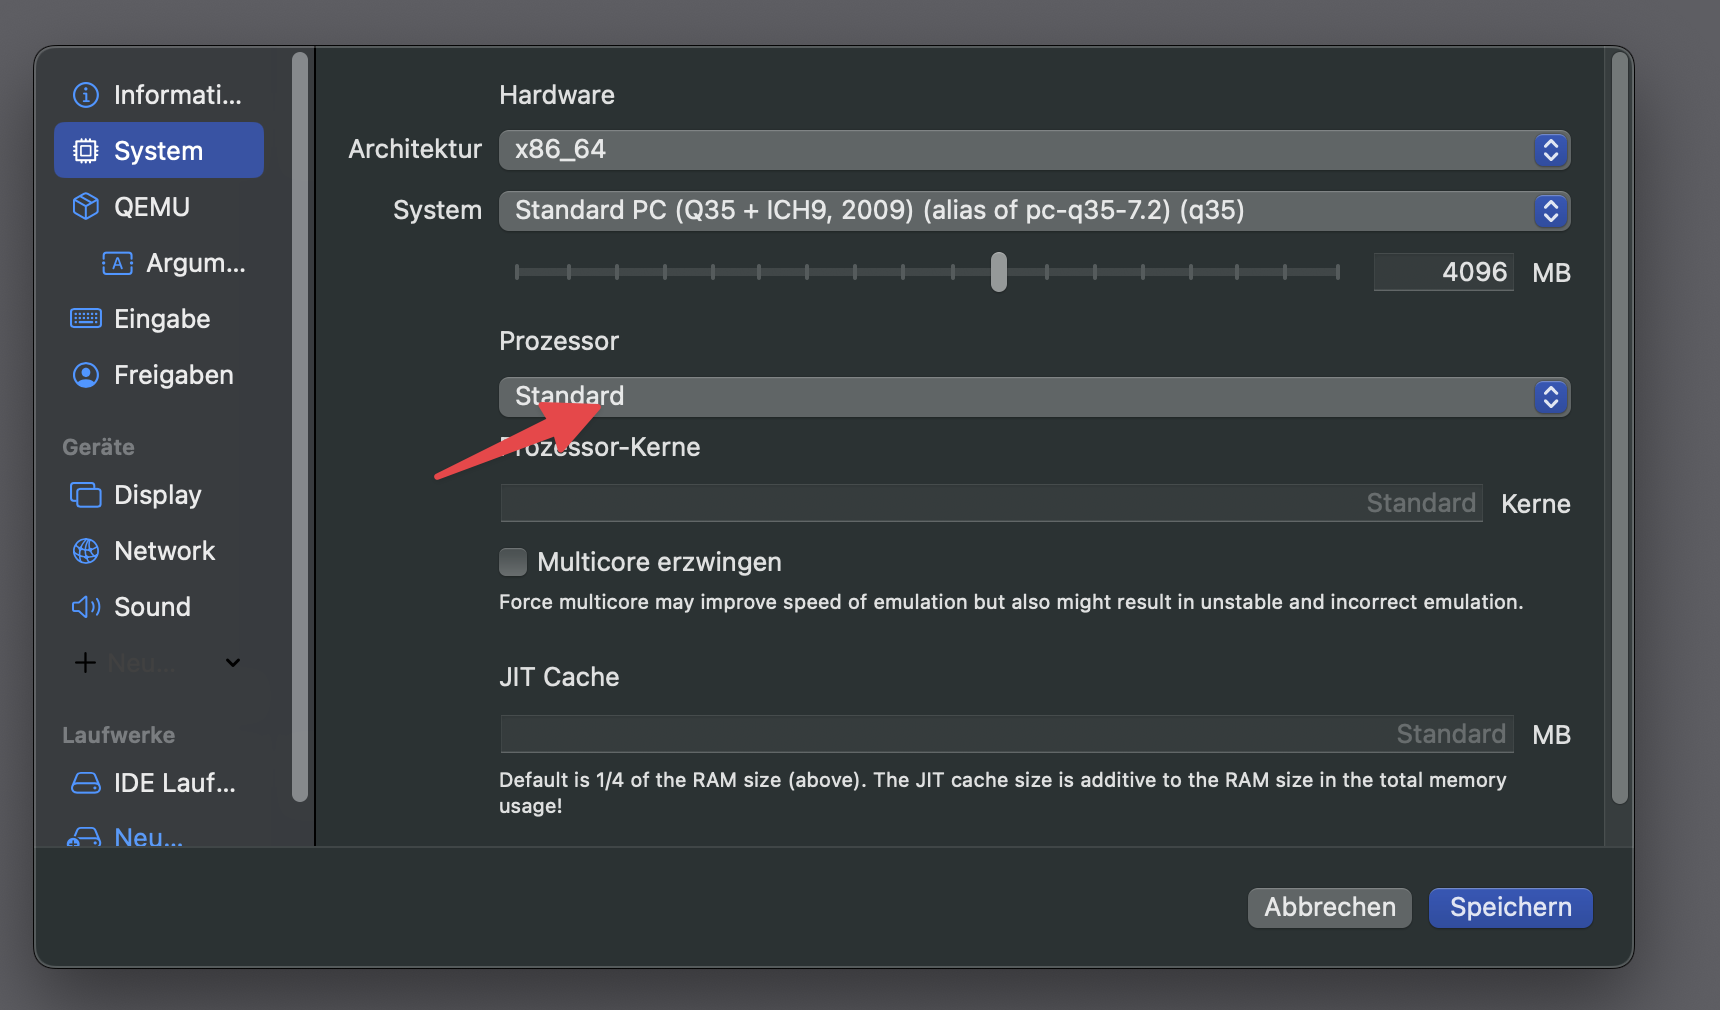 Informati...
System
QEMU
Argum...
Eingabe
Freigaben
Geräte
Display
Network
Sound
Neu...
Laufwerke
IDE Lauf...
Neu...
Hardware
Architektur x86_64
System Standard PC (Q35 + ICH9, 2009) (alias of pc-q35-7.2) (q35)
4096 MB
Prozessor
Standard
Prozessor-Kerne
Standard Kerne
Multicore erzwingen
Force multicore may improve speed of emulation but also might result in unstable and incorrect emulation.
JIT Cache
Standard MB
Default is 1/4 of the RAM size (above). The JIT cache size is additive to the RAM size in the total memory
usage!
Abbrechen Speichern